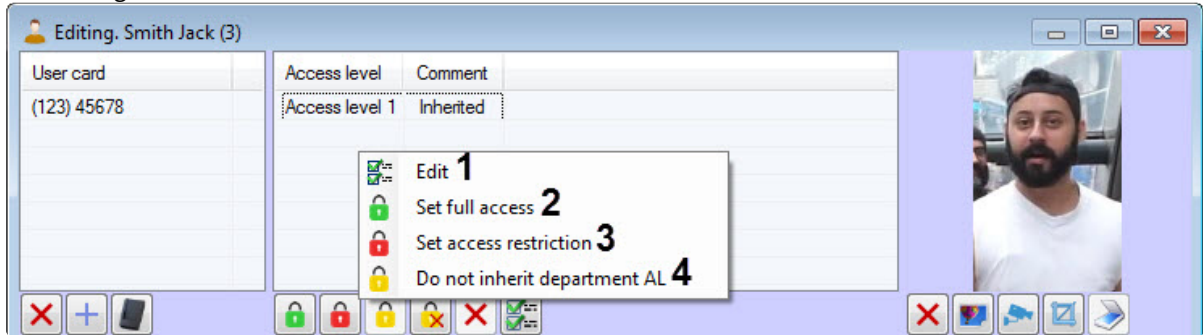 Editing. Smith Jack (3)
User card
Access level Comment
(123) 45678
Access level 1 Inherited
Edit 1
Set full access 2
Set access restriction 3
Do not inherit department AL 4